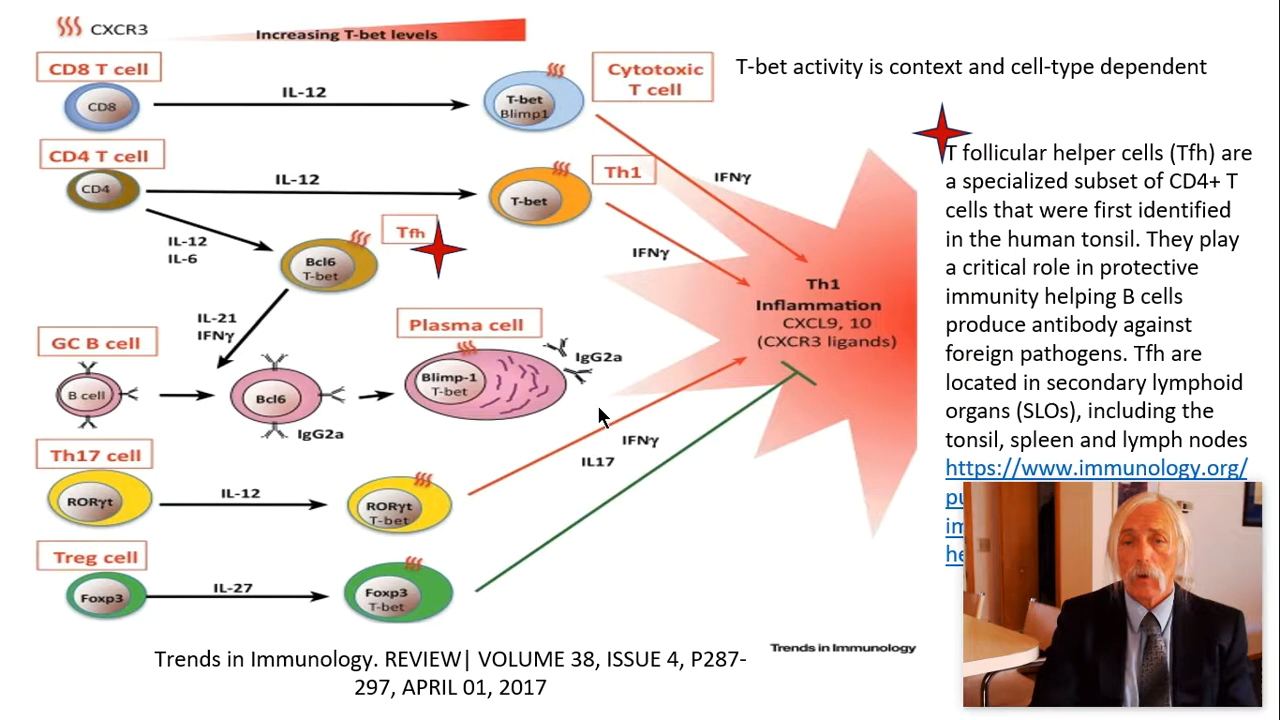 CXCR3
Increasing T-bet levels
CD8 T cell
CD8
IL-12
T-bet
Blimp1
Cytotoxic
T cell
CD4 T cell
CD4
IL-12
T-bet
Th1
IL-12
IL-6
Bcl6
T-bet
Tfh
IFNγ
IFNγ
Th1
Inflammation
CXCL9, 10
(CXCR3 ligands)
IL-21
IFNγ
GC B cell
B cell
Bcl6
IgG2a
Plasma cell
Blimp-1
T-bet
IgG2a
Th17 cell
RORγt
IL-12
RORγt
T-bet
IFNγ
IL17
Treg cell
Foxp3
IL-27
Foxp3
T-bet
Trends in Immunology
Trends in Immunology. REVIEW| VOLUME 38, ISSUE 4, P287-
297, APRIL 01, 2017
T-bet activity is context and cell-type dependent
T follicular helper cells (Tfh) are
a specialized subset of CD4+ T
cells that were first identified
in the human tonsil. They play
a critical role in protective
immunity helping B cells
produce antibody against
foreign pathogens. Tfh are
located in secondary lymphoid
organs (SLOs), including the
tonsil, spleen and lymph nodes
https://www.immunology.org/